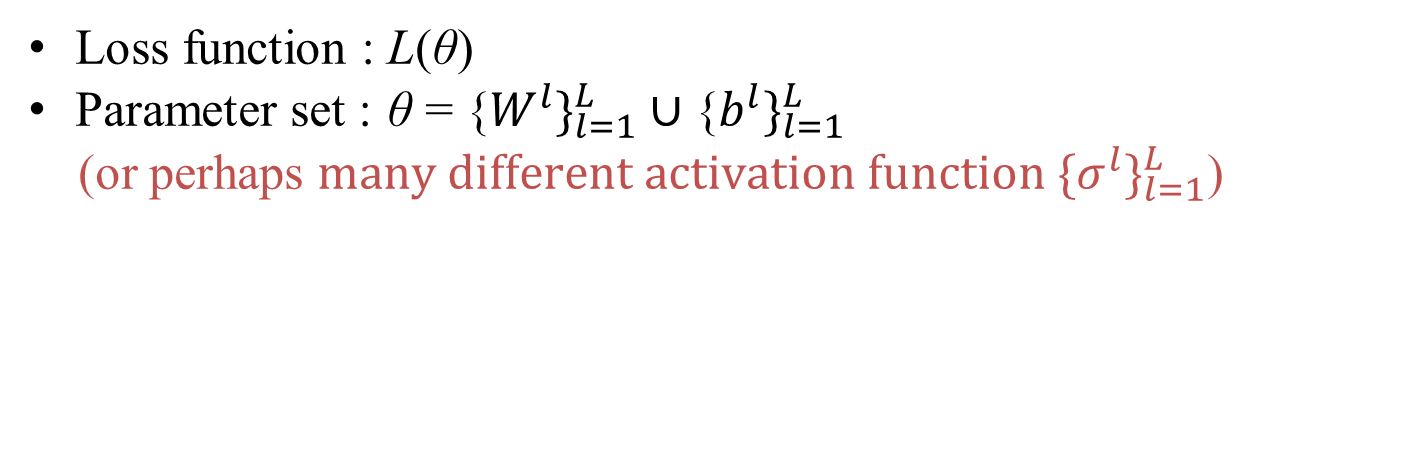 • Loss function : L(θ)
• Parameter set : θ = {W^l}_{l=1}^L ∪ {b^l}_{l=1}^L
(or perhaps many different activation function {σ^l}_{l=1}^L)